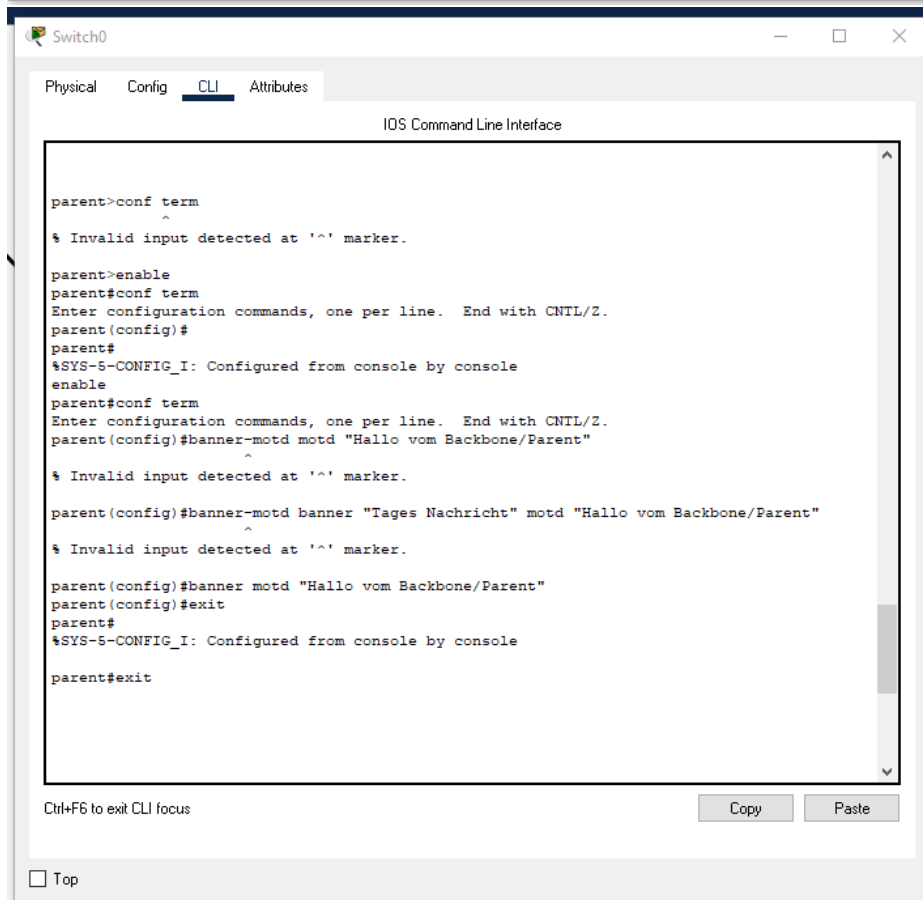 Switch0
Physical Config CLI Attributes
IOS Command Line Interface
parent>conf term
^
% Invalid input detected at '^' marker.
parent>enable
parent#conf term
Enter configuration commands, one per line.  End with CNTL/Z.
parent(config)#
parent#
%SYS-5-CONFIG_I: Configured from console by console
enable
parent#conf term
Enter configuration commands, one per line.  End with CNTL/Z.
parent(config)#banner-motd motd "Hallo vom Backbone/Parent"
^
% Invalid input detected at '^' marker.
parent(config)#banner-motd banner "Tages Nachricht" motd "Hallo vom Backbone/Parent"
^
% Invalid input detected at '^' marker.
parent(config)#banner motd "Hallo vom Backbone/Parent"
parent(config)#exit
parent#
%SYS-5-CONFIG_I: Configured from console by console
parent#exit
Ctrl+F6 to exit CLI focus
Copy Paste
Top